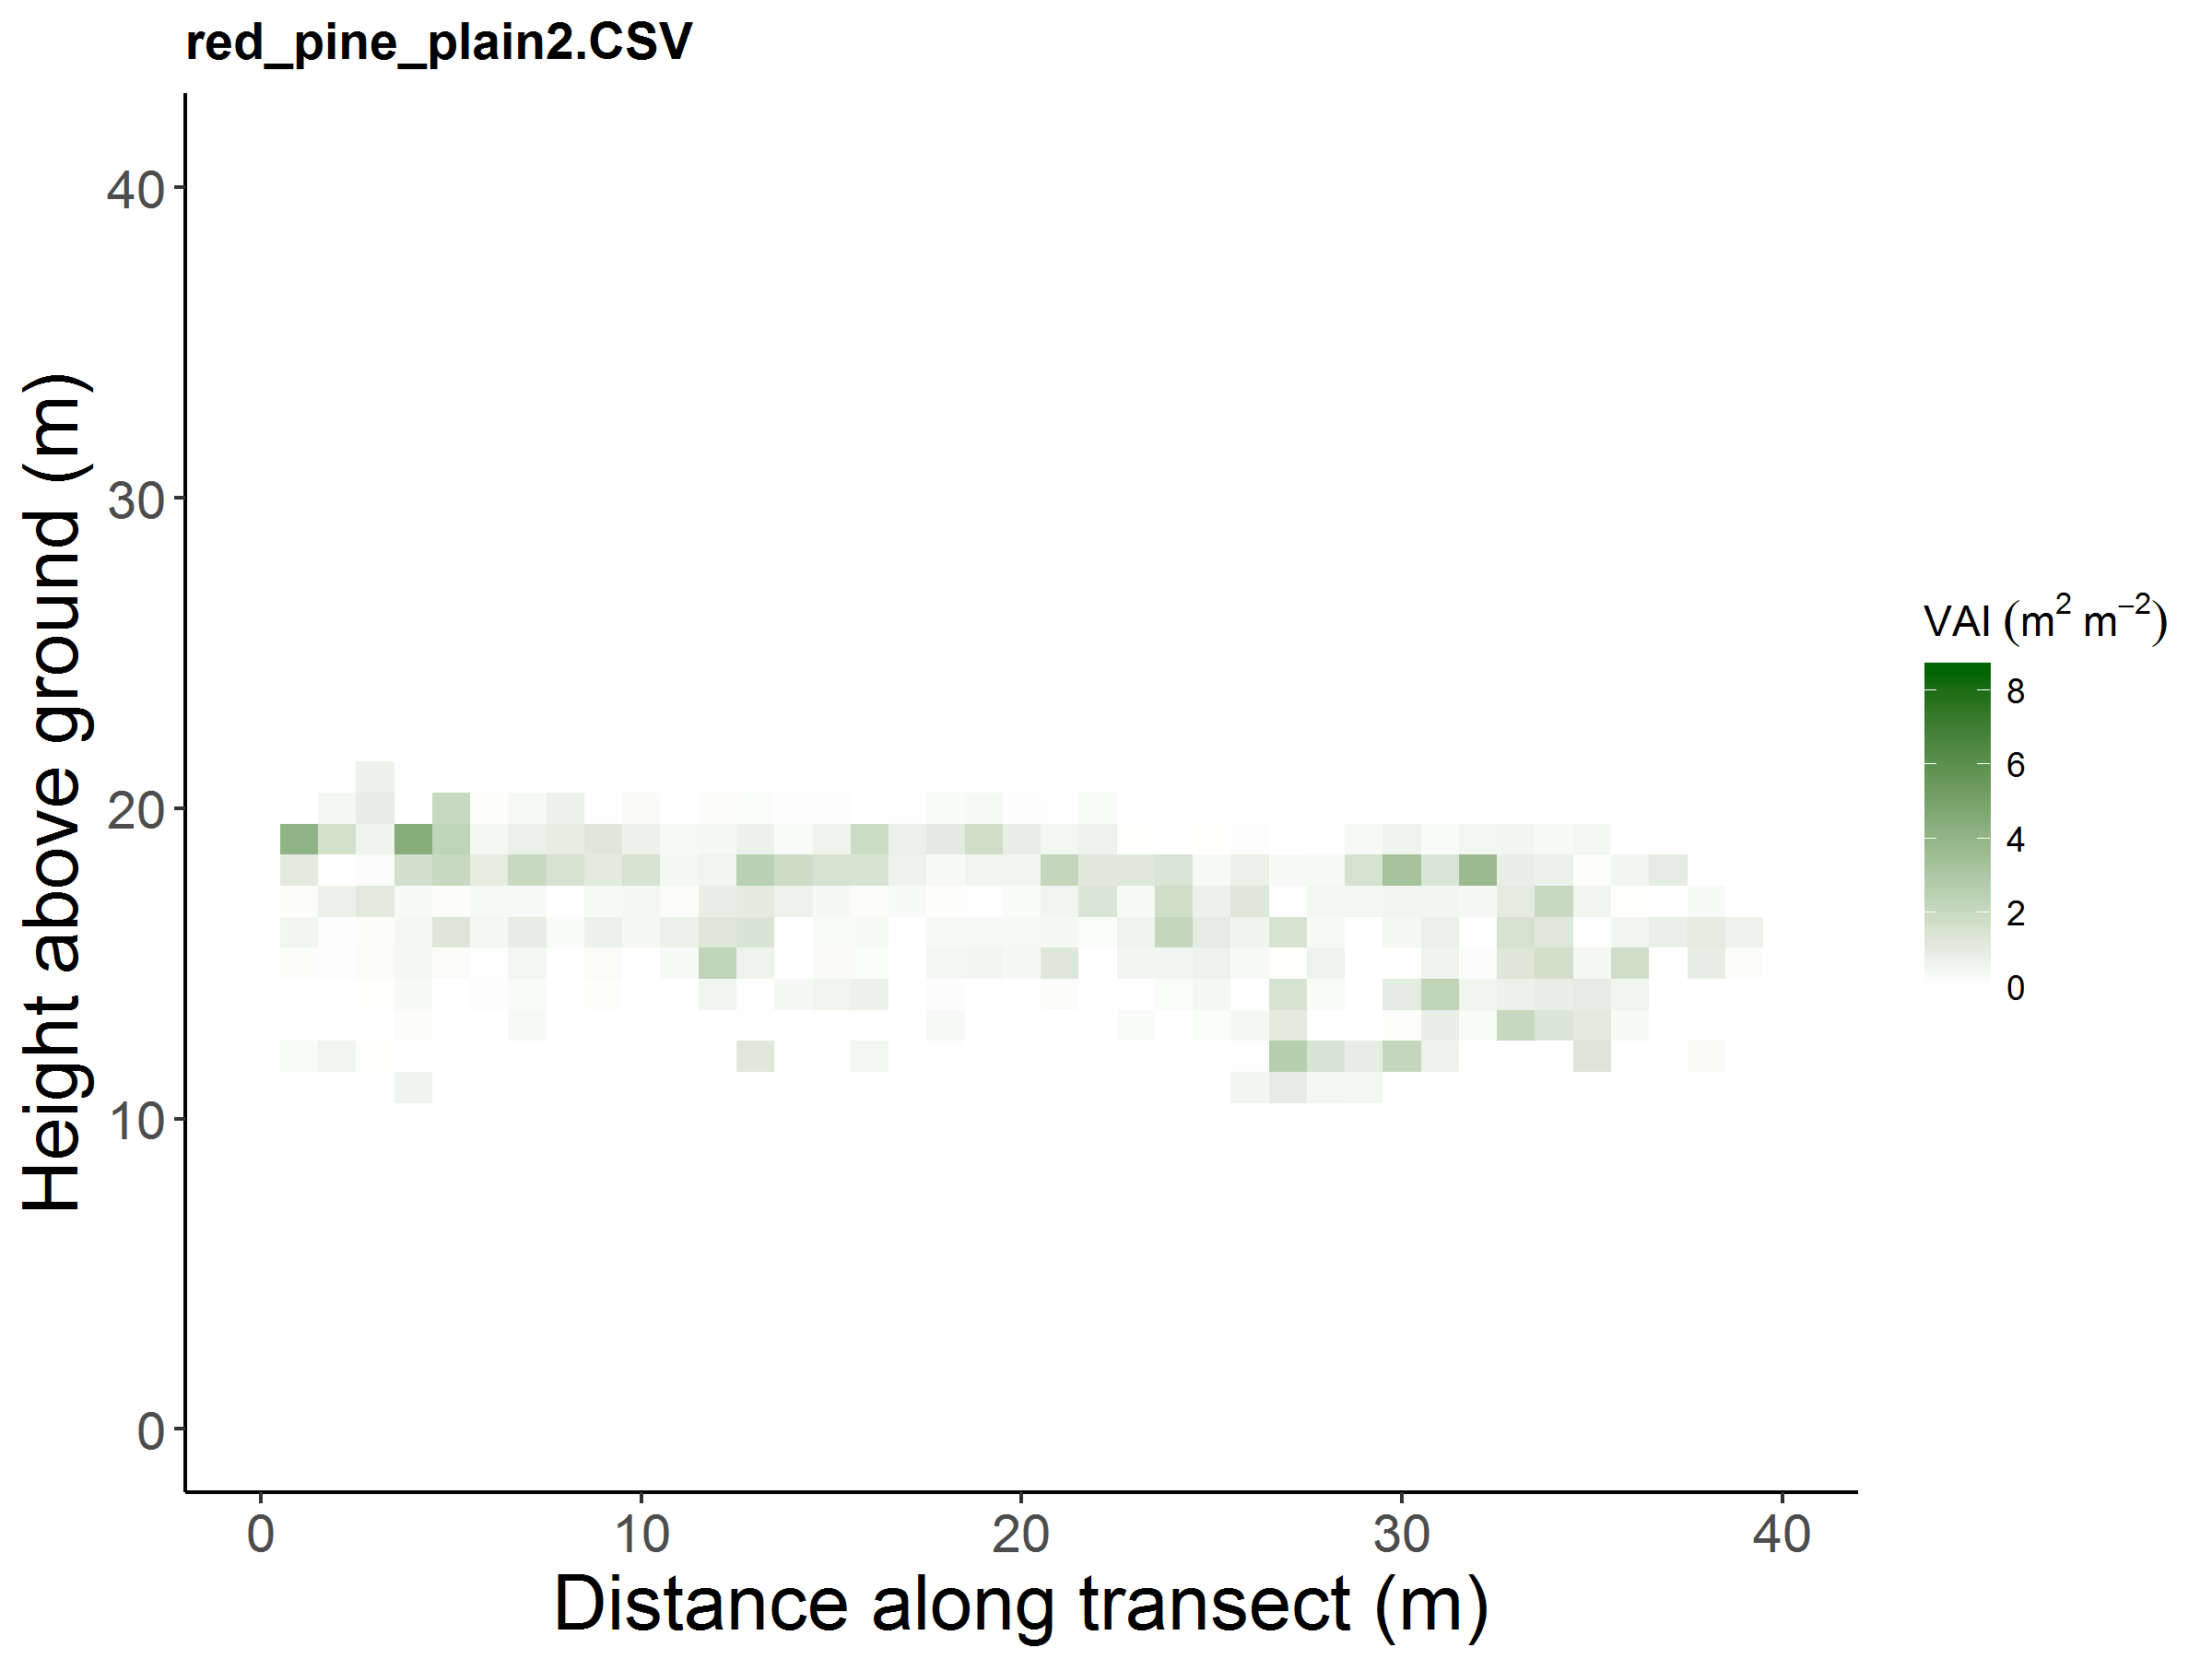 red_pine_plain2.CSV
Height above ground (m)
40
30
20
10
0
0 10 20 30 40
Distance along transect (m)
VAI (m² m⁻²)
8
6
4
2
0